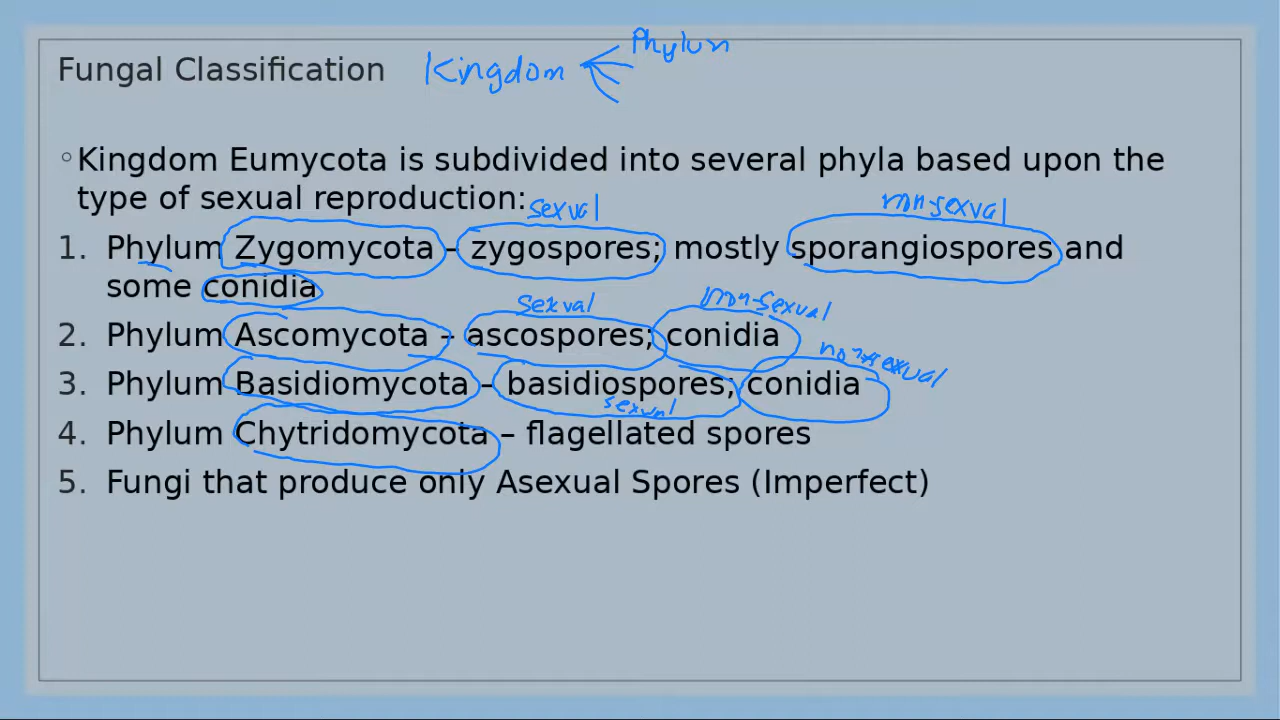 Phylum
Fungal Classification Kingdom
◦Kingdom Eumycota is subdivided into several phyla based upon the
type of sexual reproduction:
sexual non-sexual
1. Phylum Zygomycota – zygospores; mostly sporangiospores and
some conidia
sexual non-sexual
2. Phylum Ascomycota – ascospores; conidia
non-sexual
3. Phylum Basidiomycota – basidiospores; conidia
sexual
4. Phylum Chytridomycota – flagellated spores
5. Fungi that produce only Asexual Spores (Imperfect)